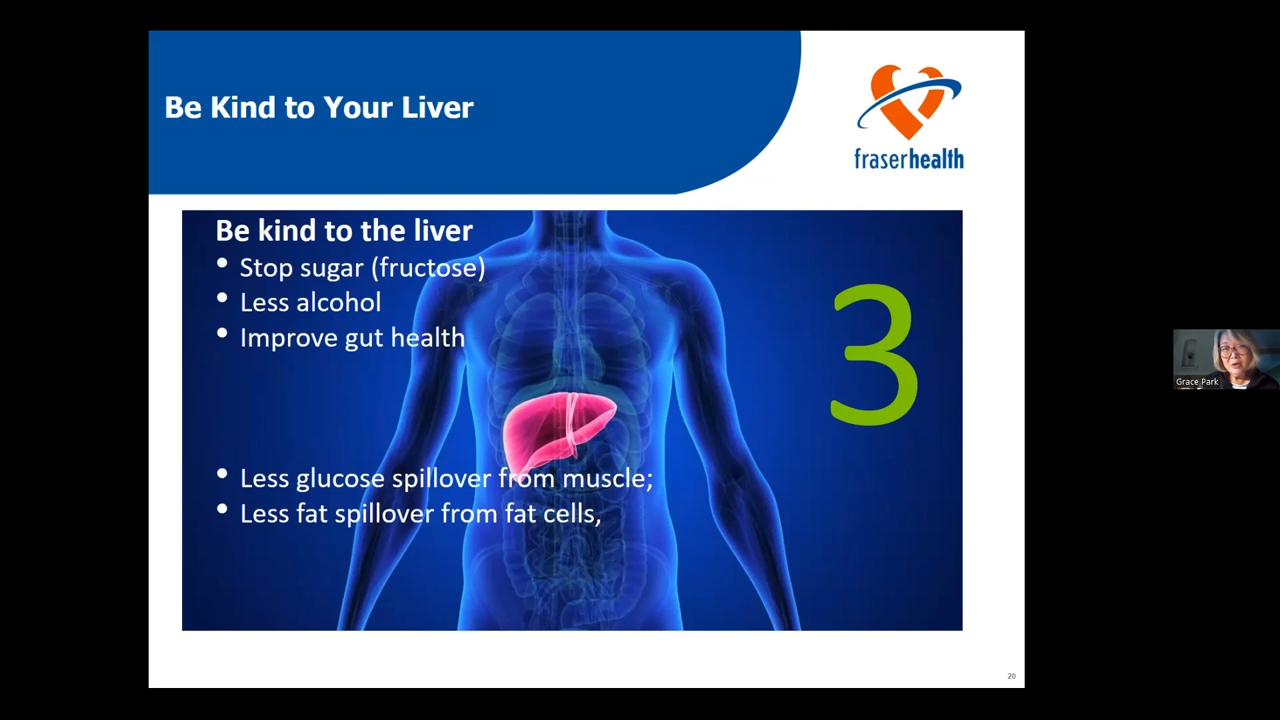 Be Kind to Your Liver
fraserhealth
Be kind to the liver
• Stop sugar (fructose)
• Less alcohol
• Improve gut health
3
• Less glucose spillover from muscle;
• Less fat spillover from fat cells,
Grace Park
20